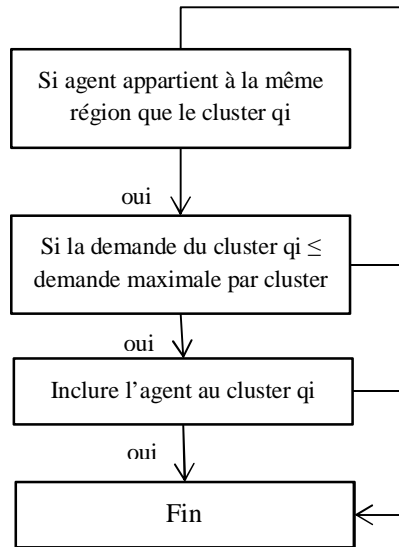 Si agent appartient à la même
région que le cluster qi
oui
Si la demande du cluster qi ≤
demande maximale par cluster
oui
Inclure l’agent au cluster qi
oui
Fin